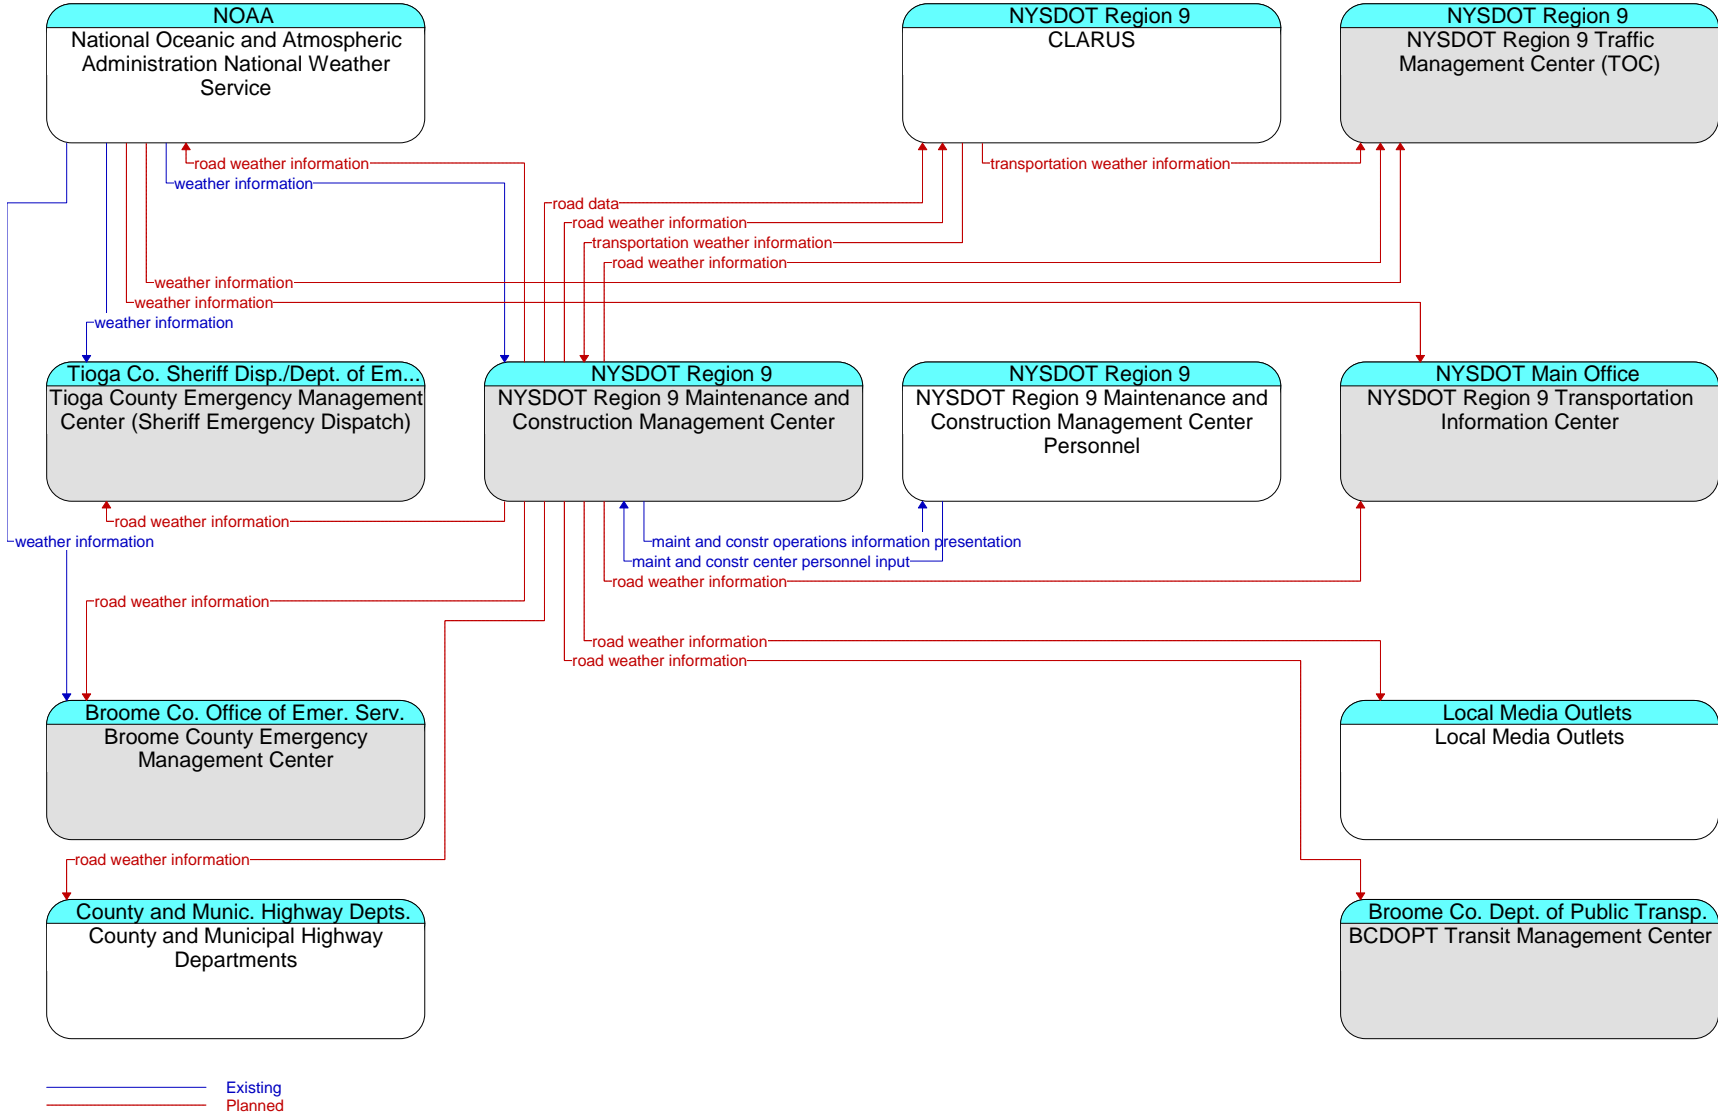 NOAA
National Oceanic and Atmospheric
Administration National Weather
Service
NYSDOT Region 9
CLARUS
NYSDOT Region 9
NYSDOT Region 9 Traffic
Management Center (TOC)
road weather information
transportation weather information
weather information
road data
road weather information
transportation weather information
road weather information
weather information
weather information
weather information
Tioga Co. Sheriff Disp./Dept. of Em...
Tioga County Emergency Management
Center (Sheriff Emergency Dispatch)
NYSDOT Region 9
NYSDOT Region 9 Maintenance and
Construction Management Center
NYSDOT Region 9
NYSDOT Region 9 Maintenance and
Construction Management Center
Personnel
NYSDOT Main Office
NYSDOT Region 9 Transportation
Information Center
road weather information
weather information
maint and constr operations information presentation
maint and constr center personnel input
road weather information
road weather information
road weather information
road weather information
Broome Co. Office of Emer. Serv.
Broome County Emergency
Management Center
Local Media Outlets
Local Media Outlets
road weather information
County and Munic. Highway Depts.
County and Municipal Highway
Departments
Broome Co. Dept. of Public Transp.
BCDOPT Transit Management Center
Existing
Planned